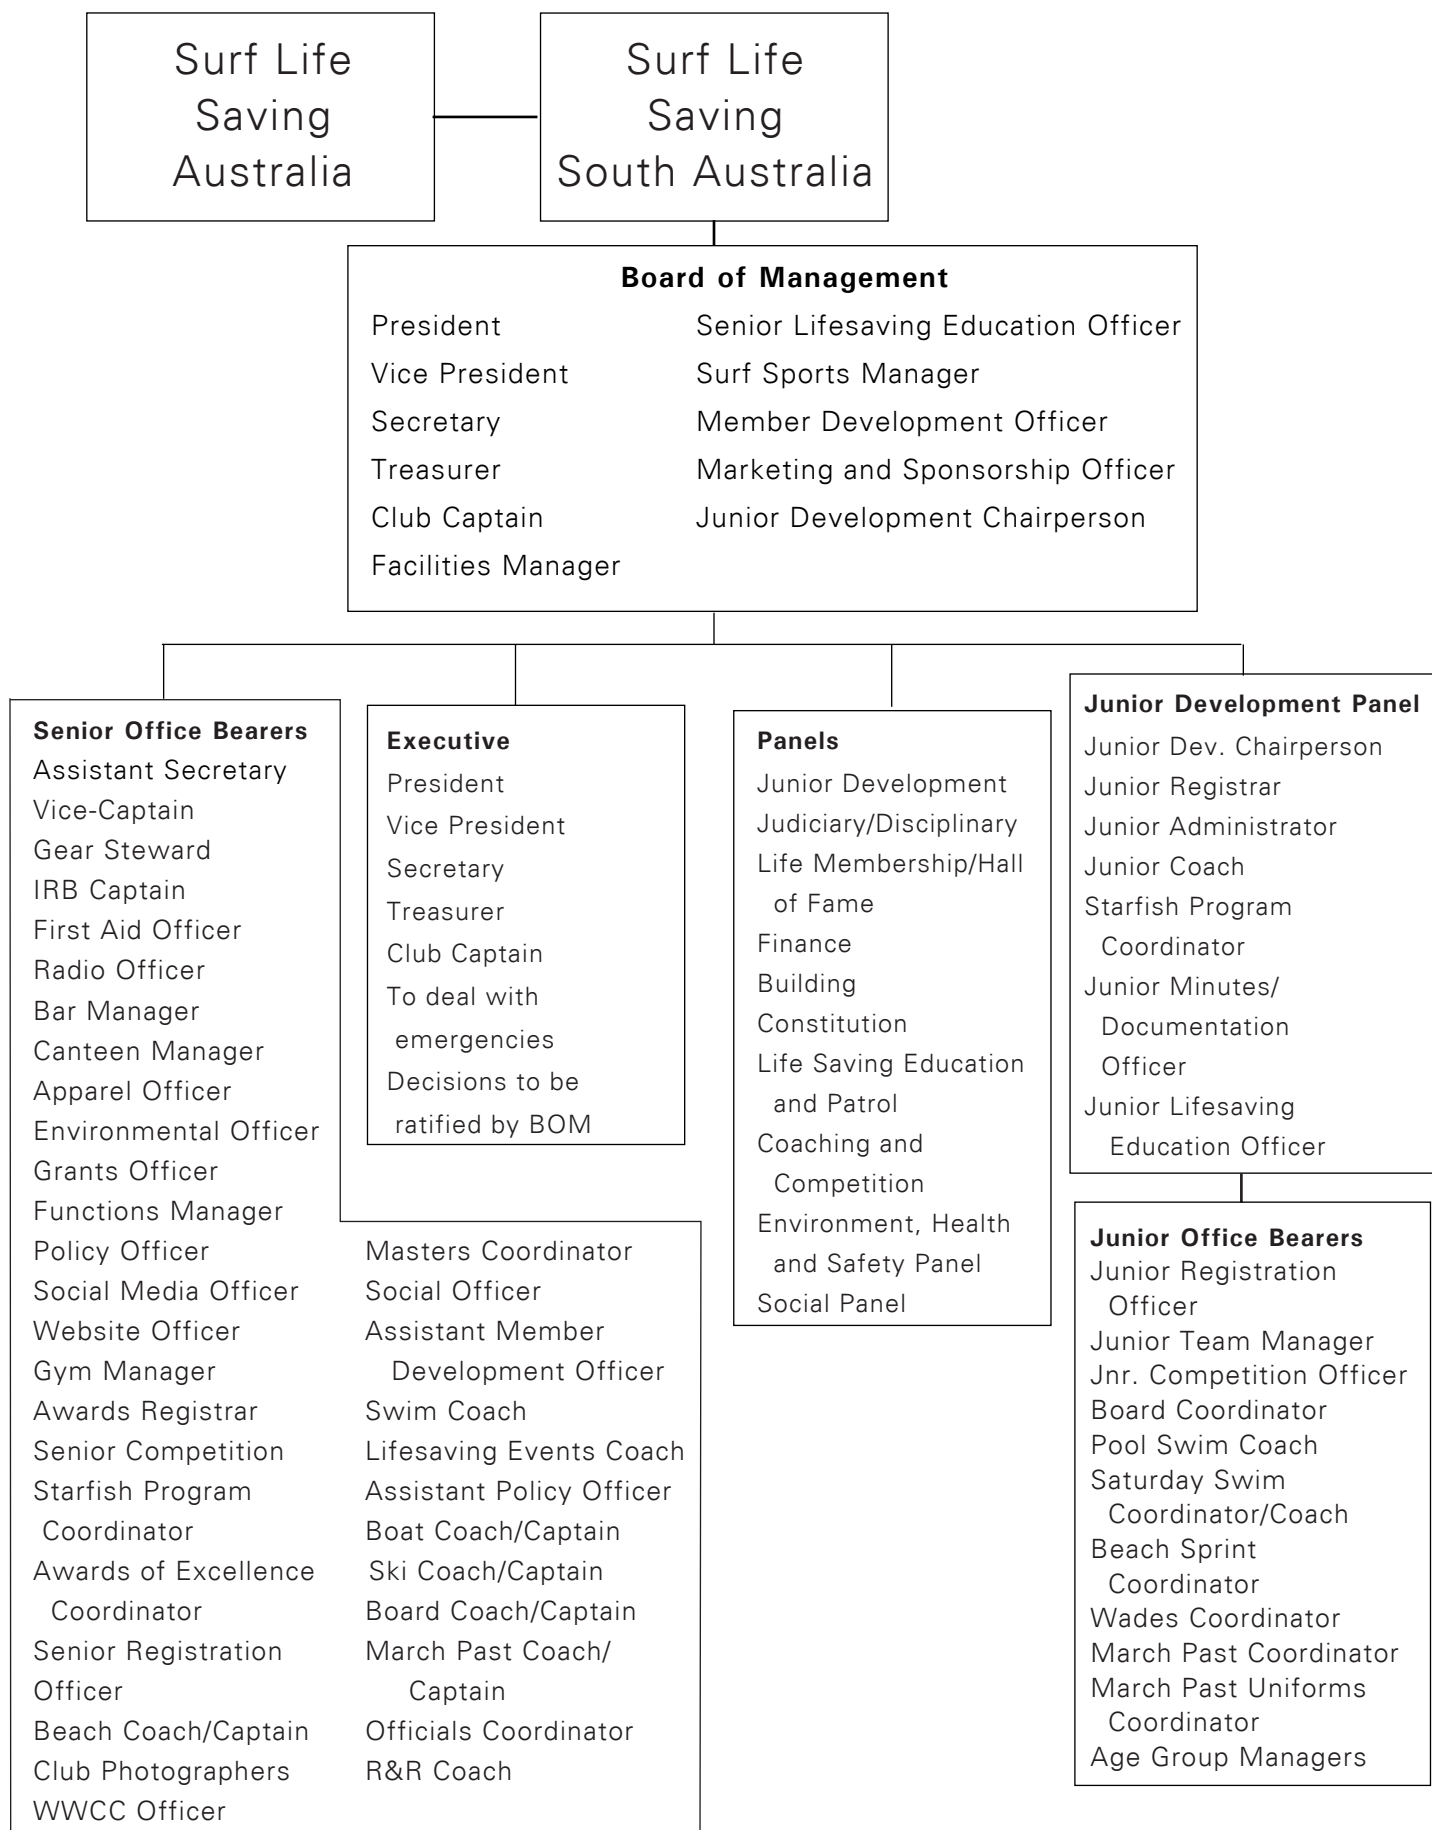 Surf Life
Saving
Australia
Surf Life
Saving
South Australia
Board of Management
President
Vice President
Secretary
Treasurer
Club Captain
Facilities Manager
Senior Lifesaving Education Officer
Surf Sports Manager
Member Development Officer
Marketing and Sponsorship Officer
Junior Development Chairperson
Senior Office Bearers
Assistant Secretary
Vice-Captain
Gear Steward
IRB Captain
First Aid Officer
Radio Officer
Bar Manager
Canteen Manager
Apparel Officer
Environmental Officer
Grants Officer
Functions Manager
Policy Officer
Social Media Officer
Website Officer
Gym Manager
Awards Registrar
Senior Competition
Starfish Program
Coordinator
Awards of Excellence
Coordinator
Senior Registration
Officer
Beach Coach/Captain
Club Photographers
WWCC Officer
Masters Coordinator
Social Officer
Assistant Member
Development Officer
Swim Coach
Lifesaving Events Coach
Assistant Policy Officer
Boat Coach/Captain
Ski Coach/Captain
Board Coach/Captain
March Past Coach/
Captain
Officials Coordinator
R&R Coach
Executive
President
Vice President
Secretary
Treasurer
Club Captain
To deal with
emergencies
Decisions to be
ratified by BOM
Panels
Junior Development
Judiciary/Disciplinary
Life Membership/Hall
of Fame
Finance
Building
Constitution
Life Saving Education
and Patrol
Coaching and
Competition
Environment, Health
and Safety Panel
Social Panel
Junior Development Panel
Junior Dev. Chairperson
Junior Registrar
Junior Administrator
Junior Coach
Starfish Program
Coordinator
Junior Minutes/
Documentation
Officer
Junior Lifesaving
Education Officer
Junior Office Bearers
Junior Registration
Officer
Junior Team Manager
Jnr. Competition Officer
Board Coordinator
Pool Swim Coach
Saturday Swim
Coordinator/Coach
Beach Sprint
Coordinator
Wades Coordinator
March Past Coordinator
March Past Uniforms
Coordinator
Age Group Managers